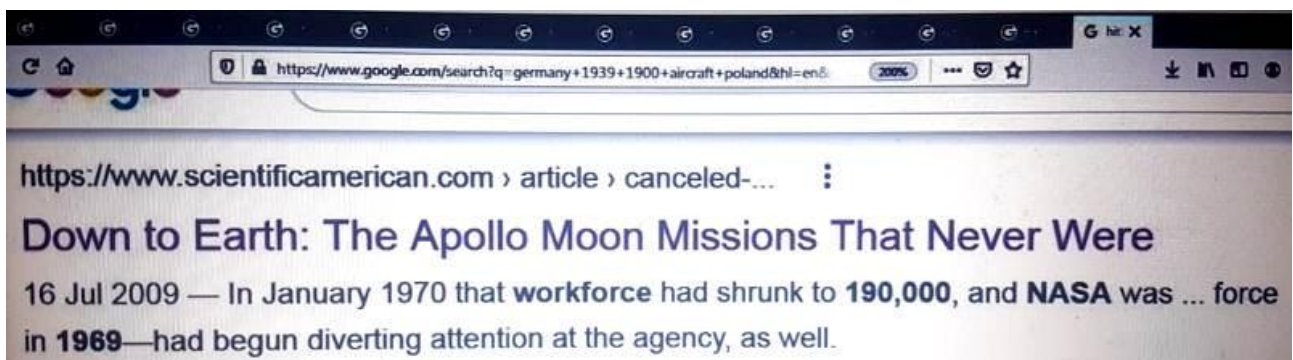 G hit
https://www.google.com/search?q=germany+1939+1900+aircraft+poland&hl=en&
200%
https://www.scientificamerican.com › article › canceled-...
Down to Earth: The Apollo Moon Missions That Never Were
16 Jul 2009 — In January 1970 that workforce had shrunk to 190,000, and NASA was ... force
in 1969—had begun diverting attention at the agency, as well.